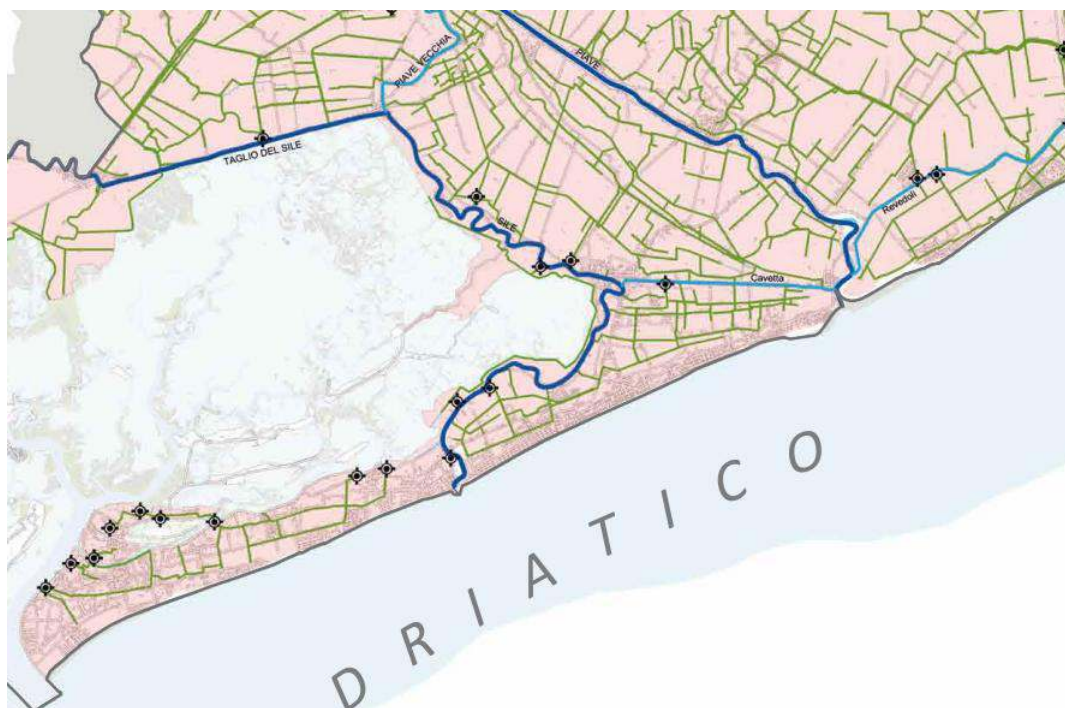 PIAVE VECCHIA
PIAVE
TAGLIO DEL SILE
Revedoli
SILE
Cavetta
DRIATICO